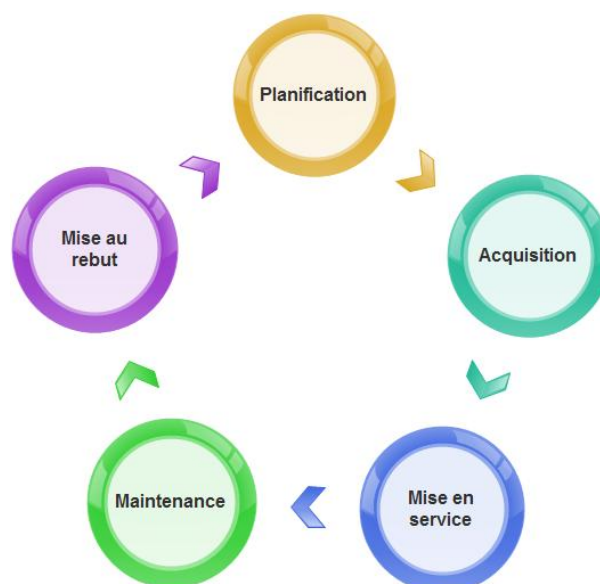 Planification
Acquisition
Mise en
service
Maintenance
Mise au
rebut